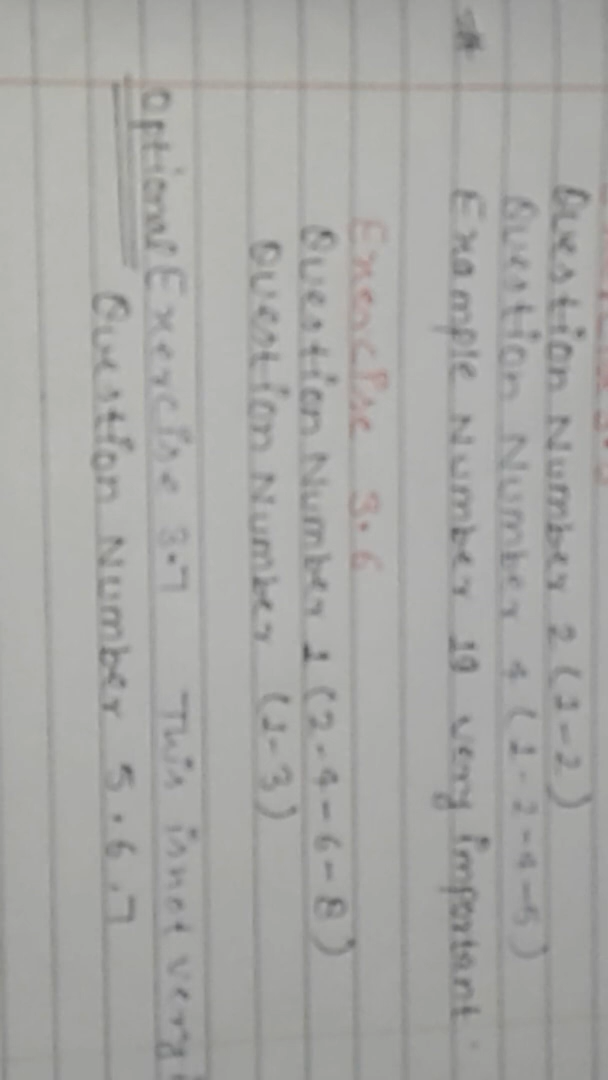 Question Number 2 (1-2)
Question Number 4 (1-2-4-5)
Example Number 19 very important
Exercise 3.6
Question Number 1 (2-4-6-8)
Question Number (1-3)
Optional Exercise 3.7 This is not very
Question Number 5.6.7